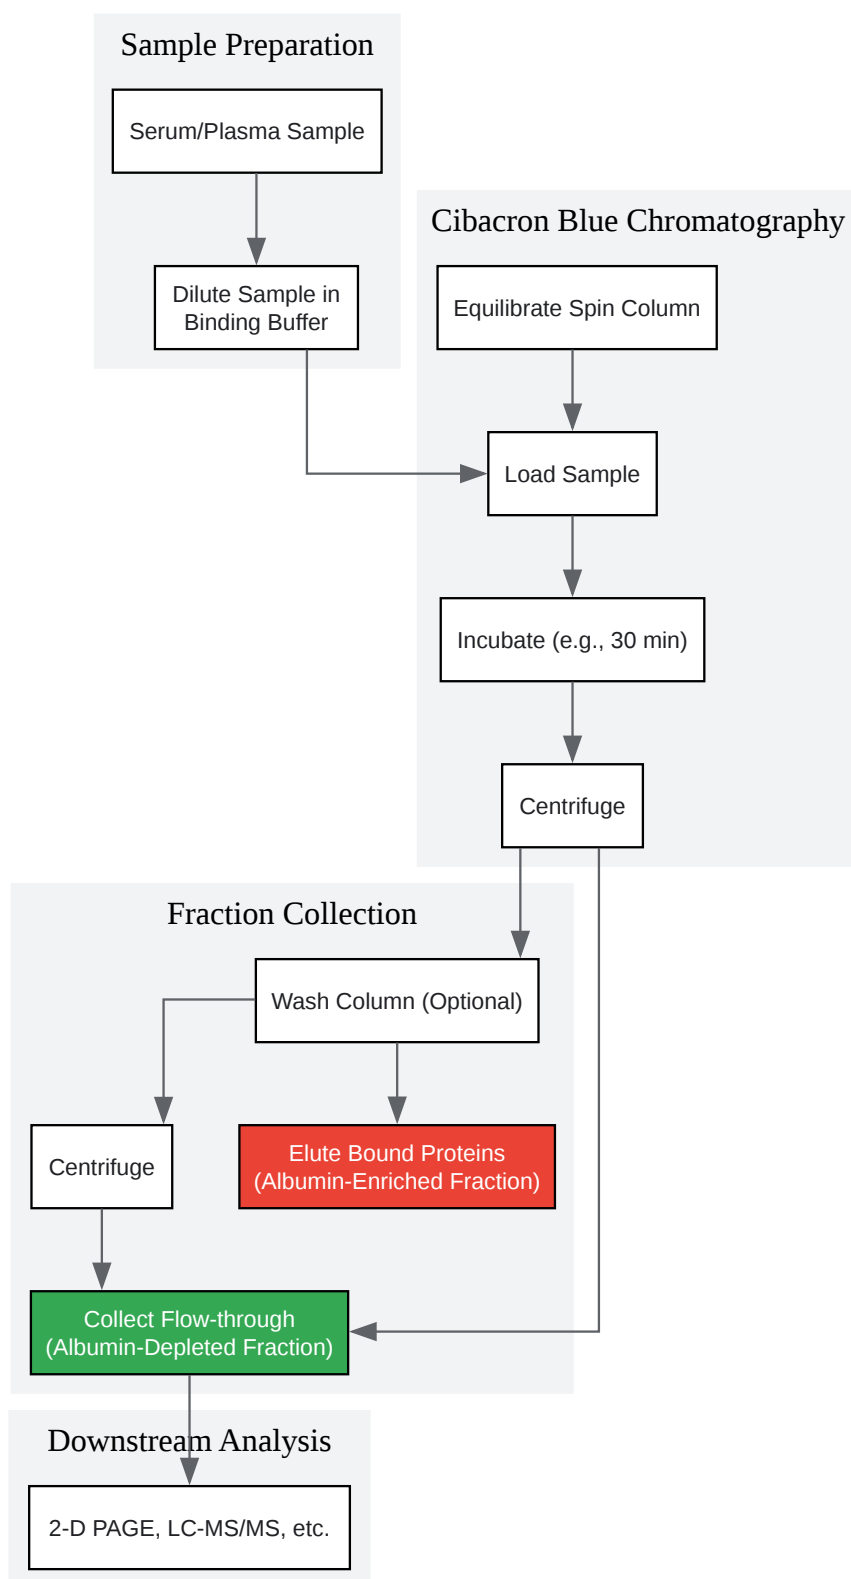 Sample Preparation
Serum/Plasma Sample
Dilute Sample in
Binding Buffer
Cibacron Blue Chromatography
Equilibrate Spin Column
Load Sample
Incubate (e.g., 30 min)
Centrifuge
Fraction Collection
Wash Column (Optional)
Centrifuge
Elute Bound Proteins
(Albumin-Enriched Fraction)
Collect Flow-through
(Albumin-Depleted Fraction)
Downstream Analysis
2-D PAGE, LC-MS/MS, etc.